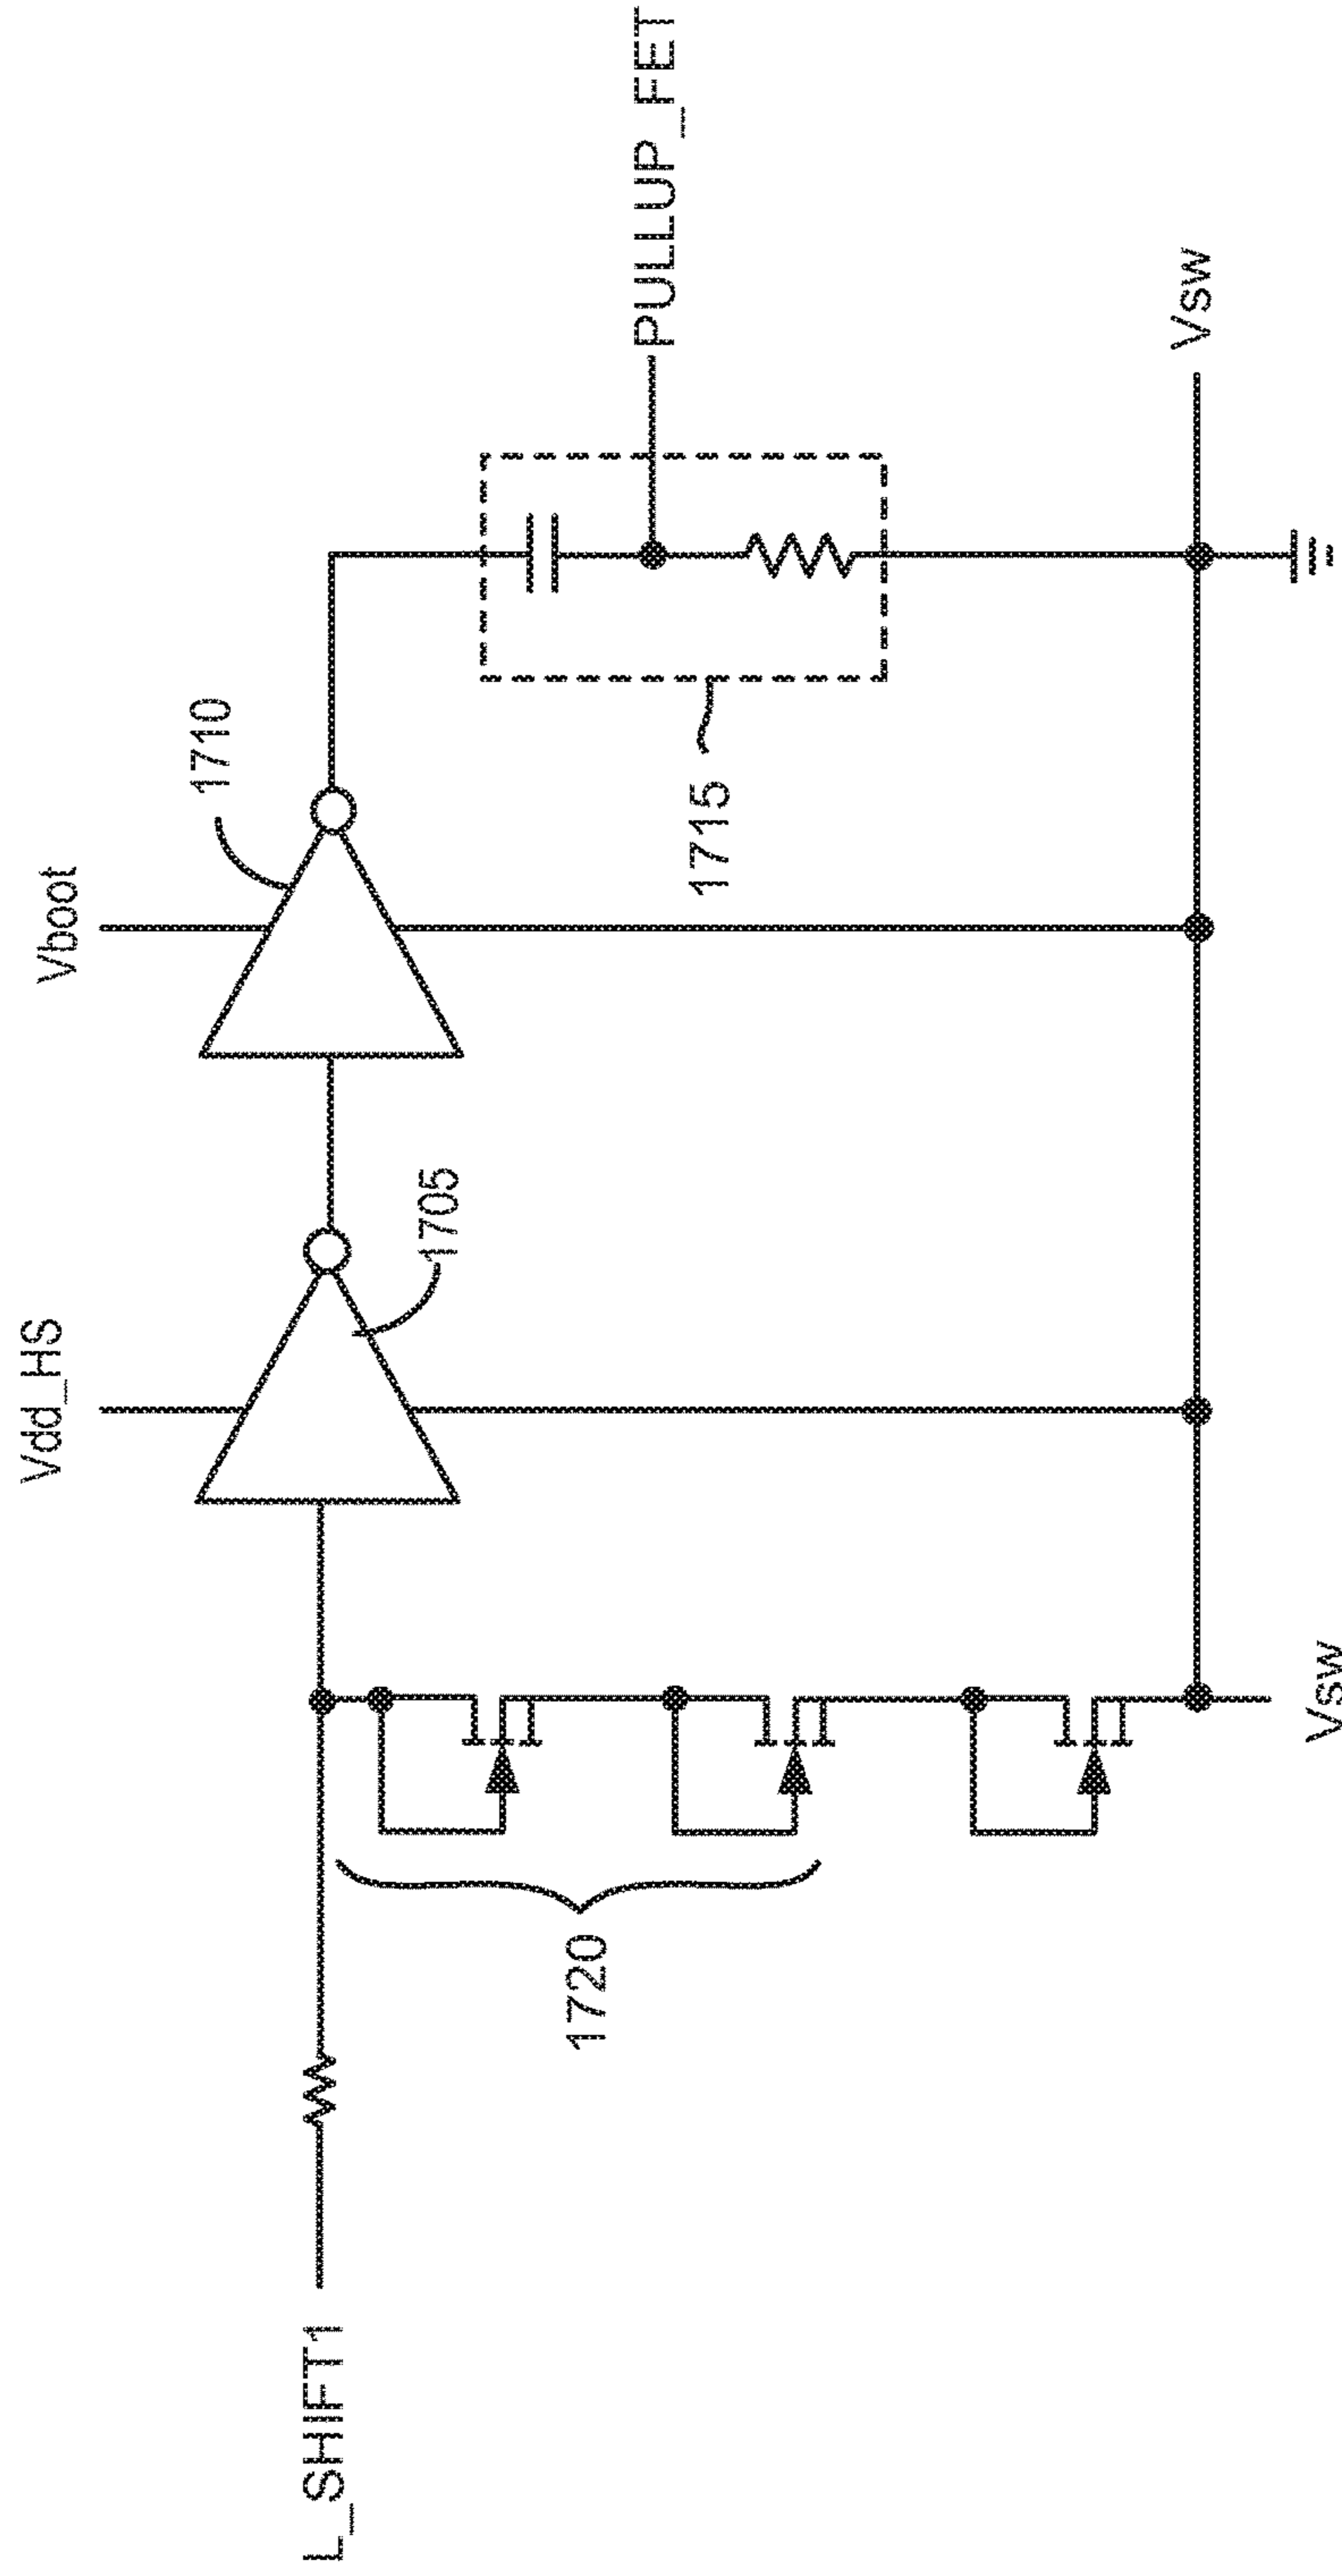 Vdd_HS
Vboot
1705
1710
L_SHIFT1
1720
1715
PULLUP_FET
Vsw
Vsw